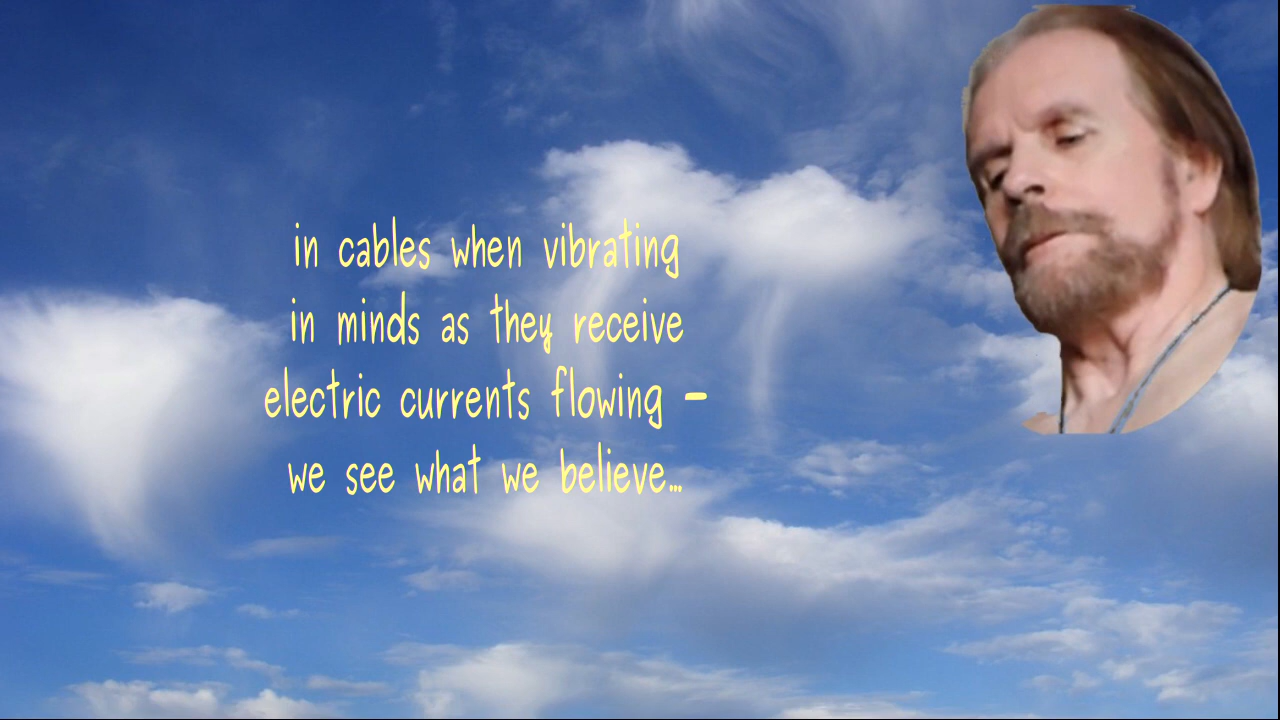 in cables when vibrating
in minds as they receive
electric currents flowing -
we see what we believe...